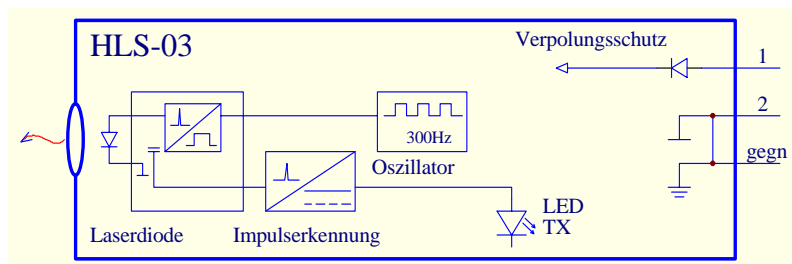 HLS-03
Verpolungsschutz
1
2
gegn
300Hz
Oszillator
LED
TX
Laserdiode
Impulserkennung